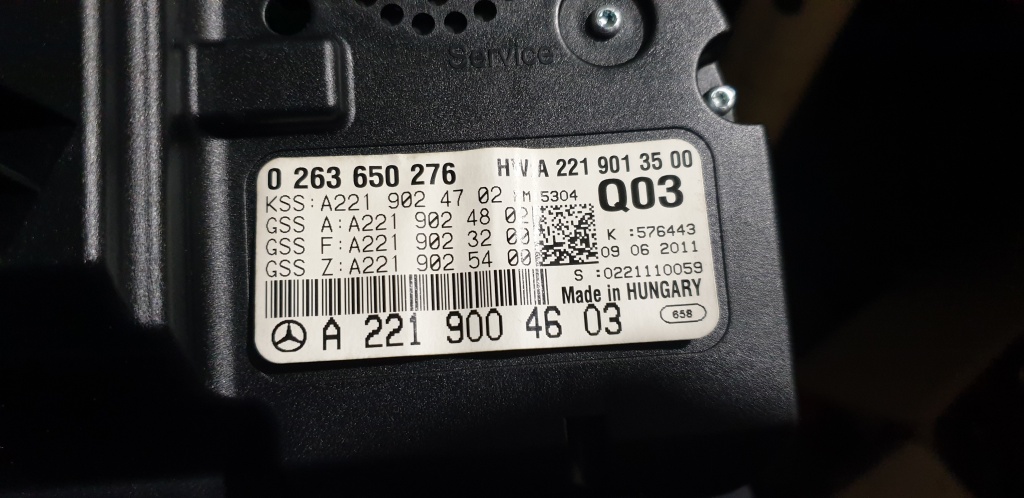 Service
0 263 650 276 HW A 221 901 35 00
KSS:A221 902 47 02 M 5304 Q03
GSS A:A221 902 48 02
GSS F:A221 902 32 00 K :576443
GSS Z:A221 902 54 00 09 06 2011
S :0221110059
Made in HUNGARY
A 221 900 46 03 658